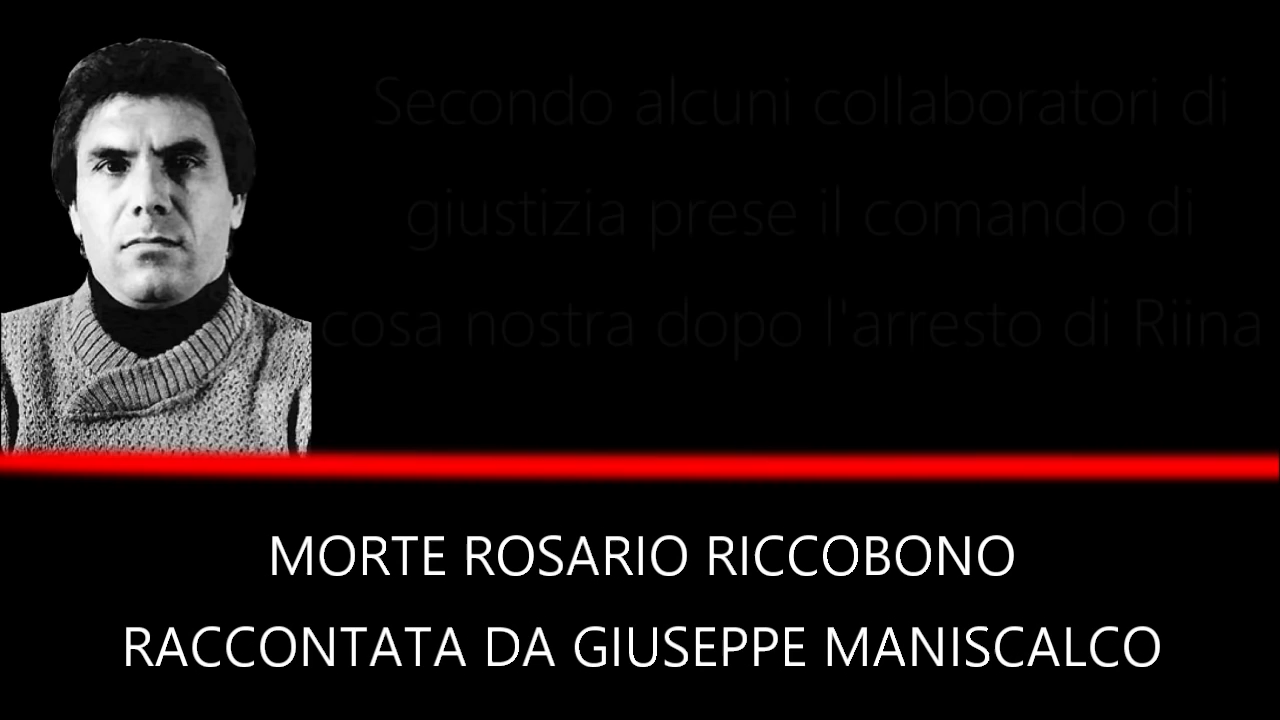 Secondo alcuni collaboratori di
giustizia prese il comando di
cosa nostra dopo l'arresto di Riina
MORTE ROSARIO RICCOBONO
RACCONTATA DA GIUSEPPE MANISCALCO